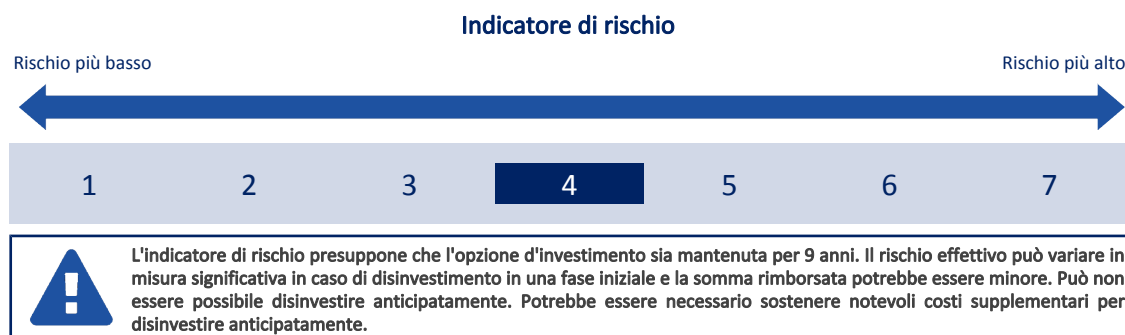 Indicatore di rischio
Rischio più basso Rischio più alto
1 2 3 4 5 6 7
L'indicatore di rischio presuppone che l'opzione d'investimento sia mantenuta per 9 anni. Il rischio effettivo può variare in
misura significativa in caso di disinvestimento in una fase iniziale e la somma rimborsata potrebbe essere minore. Può non
essere possibile disinvestire anticipatamente. Potrebbe essere necessario sostenere notevoli costi supplementari per
disinvestire anticipatamente.